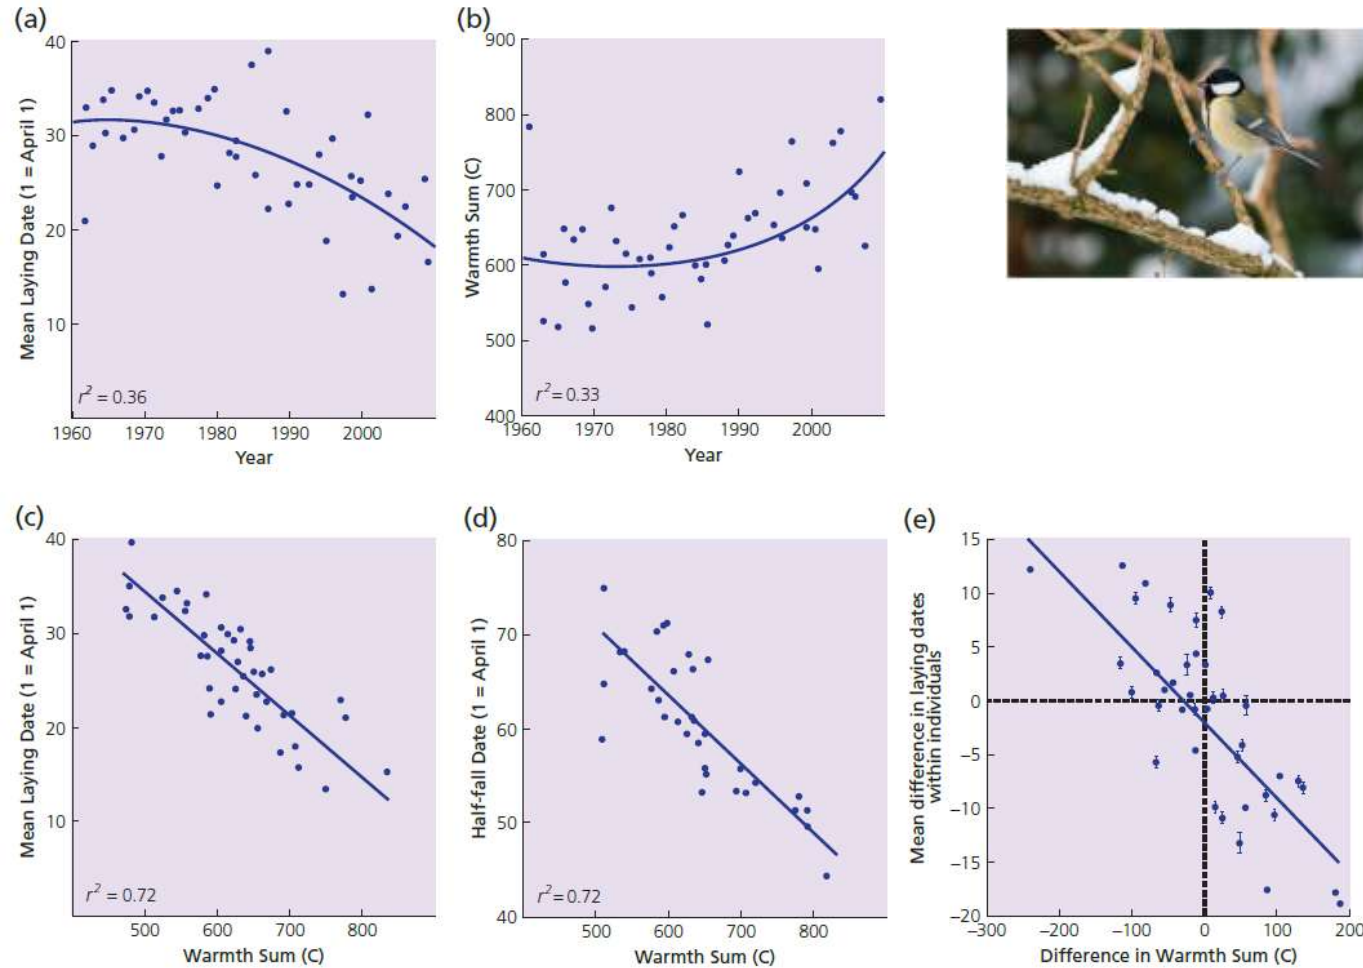 (a)
Mean Laying Date (1 = April 1)
40
30
20
10
r² = 0.36
1960 1970 1980 1990 2000
Year
(b)
Warmth Sum (C)
900
800
700
600
500
400
r² = 0.33
1960 1970 1980 1990 2000
Year
(c)
Mean Laying Date (1 = April 1)
40
30
20
10
r² = 0.72
500 600 700 800
Warmth Sum (C)
(d)
Half-fall Date (1 = April 1)
80
70
60
50
40
r² = 0.72
500 600 700 800
Warmth Sum (C)
(e)
Mean difference in laying dates
within individuals
15
10
5
0
−5
−10
−15
−20
−300 −200 −100 0 100 200
Difference in Warmth Sum (C)